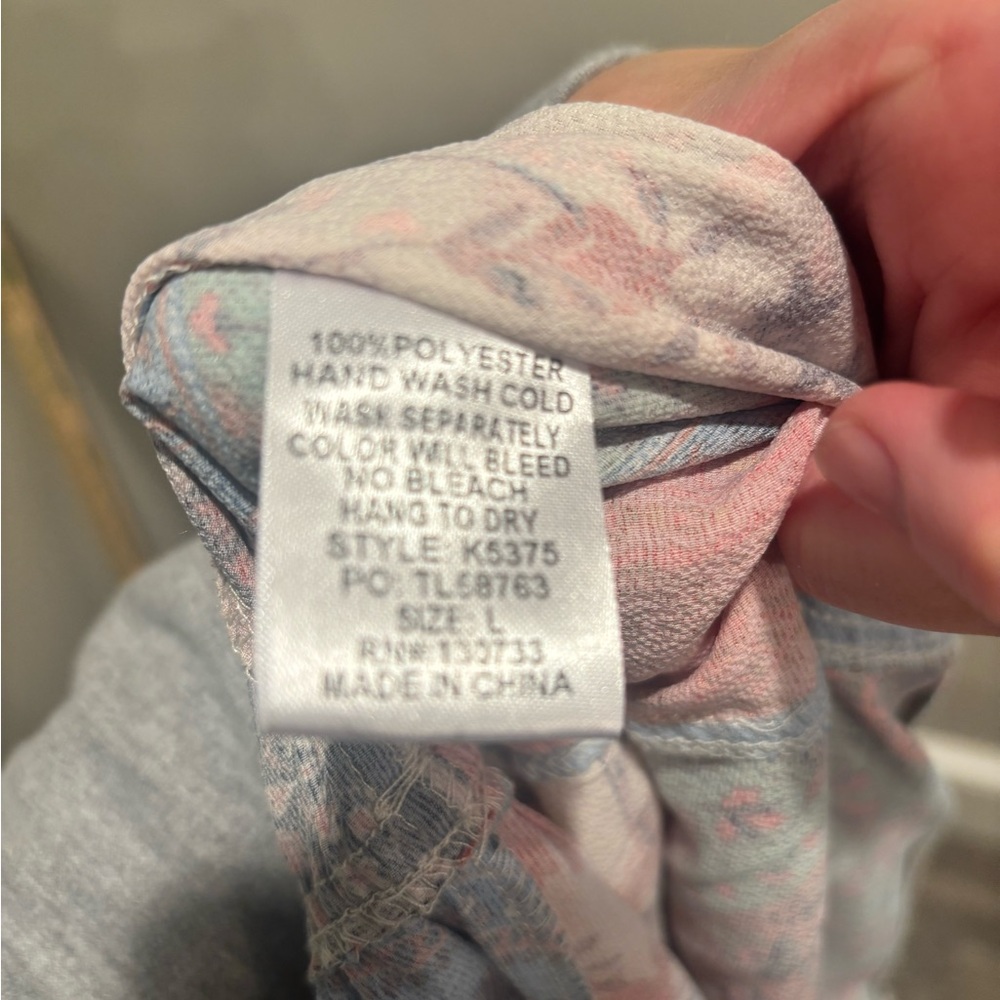 100%POLYESTER
HAND WASH COLD
WASH SEPARATELY
COLOR WILL BLEED
NO BLEACH
HANG TO DRY
STYLE: K5375
PO: TL58763
SIZE: L
RN#:130733
MADE IN CHINA